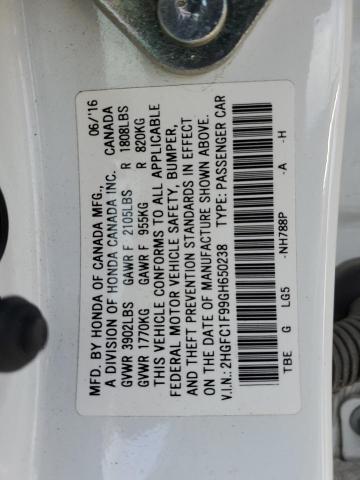 MFD. BY HONDA OF CANADA MFG., 06/'16
A DIVISION OF HONDA CANADA INC. CANADA
GVWR 3902LBS GAWR F 2105LBS R 1808LBS
GVWR 1770KG GAWR F 955KG R 820KG
THIS VEHICLE CONFORMS TO ALL APPLICABLE
FEDERAL MOTOR VEHICLE SAFETY, BUMPER,
AND THEFT PREVENTION STANDARDS IN EFFECT
ON THE DATE OF MANUFACTURE SHOWN ABOVE.
V.I.N.: 2HGFC1F99GH650238 TYPE: PASSENGER CAR
TBE G LG5 -NH788P -A -H